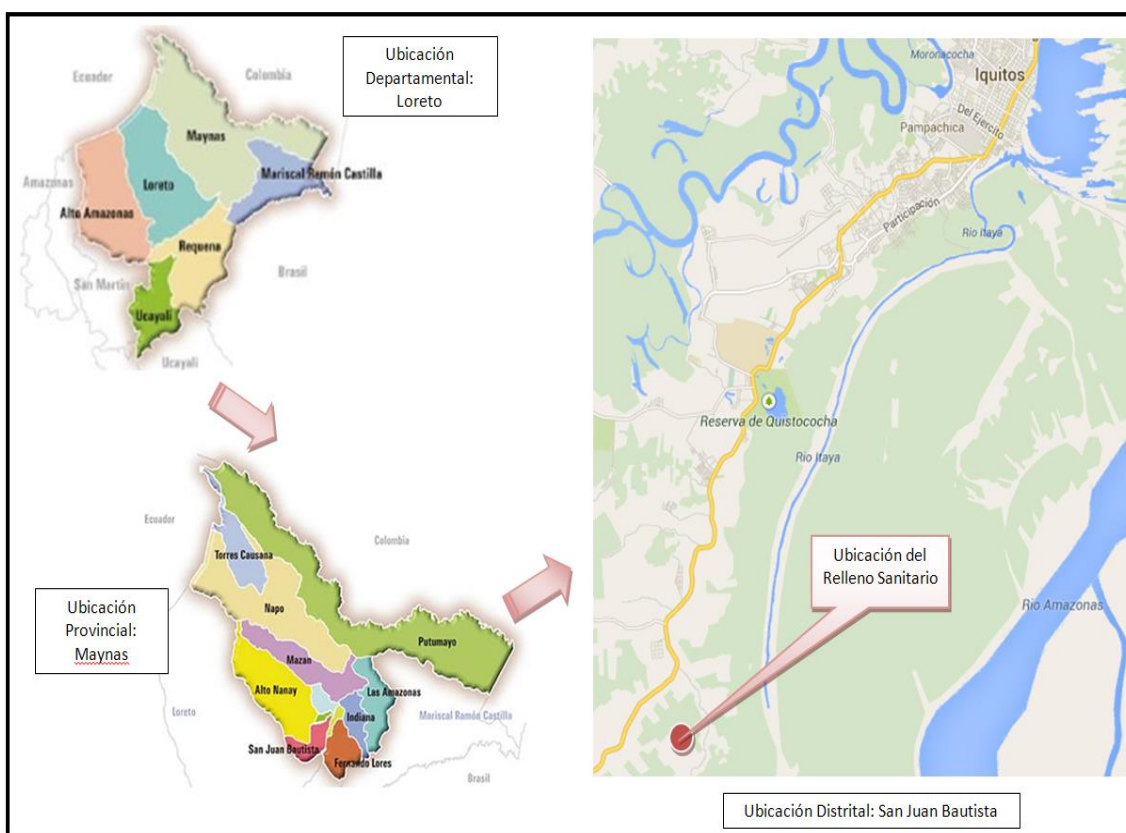 Ubicación
Departamental:
Loreto
Ecuador
Colombia
Maynas
Mariscal Ramón Castilla
Loreto
Amazonas
Alto Amazonas
Requena
Brasil
San Martín
Ucayali
Ucayali
Ubicación
Provincial:
Maynas
Ecuador
Colombia
Torres Causana
Napo
Putumayo
Mazan
Las Amazonas
Alto Nanay
Indiana
Loreto
Mariscal Ramón Castilla
San Juan Bautista
Fernando Lores
Brasil
Moronacocha
Iquitos
Del Ejercito
Pampachica
Participación
Rio Itaya
Reserva de Quistococha
Rio Itaya
Ubicación del
Relleno Sanitario
Rio Amazonas
Ubicación Distrital: San Juan Bautista